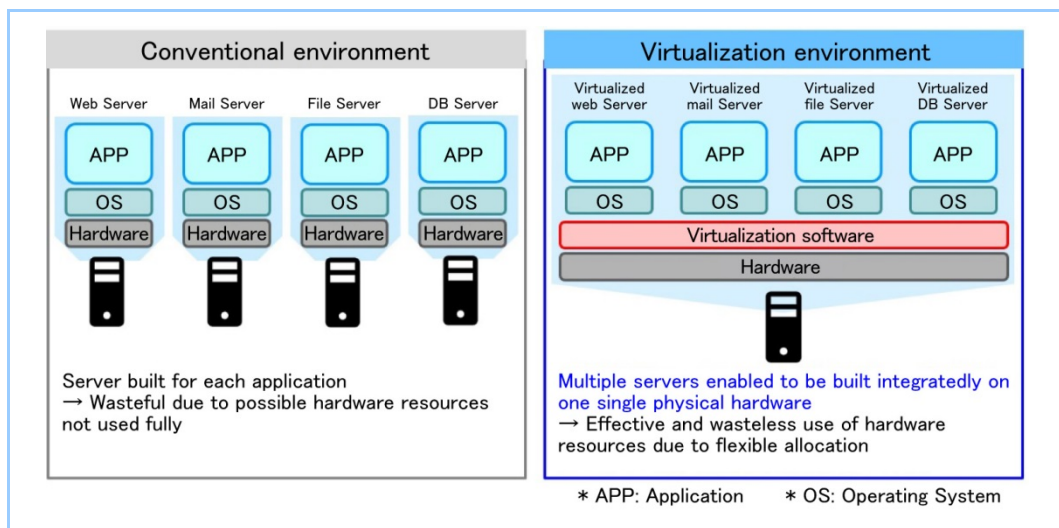 Conventional environment
Web Server
Mail Server
File Server
DB Server
APP
APP
APP
APP
OS
OS
OS
OS
Hardware
Hardware
Hardware
Hardware
Server built for each application
→ Wasteful due to possible hardware resources
not used fully
Virtualization environment
Virtualized
web Server
Virtualized
mail Server
Virtualized
file Server
Virtualized
DB Server
APP
APP
APP
APP
OS
OS
OS
OS
Virtualization software
Hardware
Multiple servers enabled to be built integratedly on
one single physical hardware
→ Effective and wasteless use of hardware
resources due to flexible allocation
* APP: Application * OS: Operating System